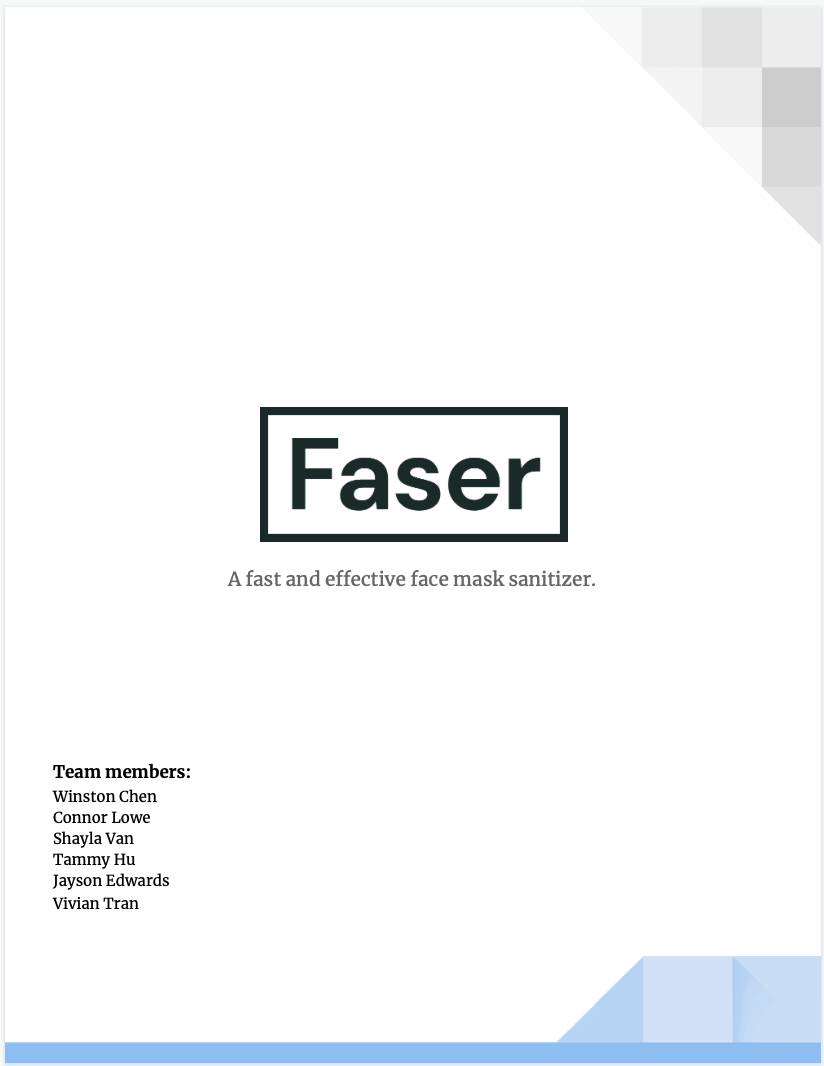 Faser
A fast and effective face mask sanitizer.
Team members:
Winston Chen
Connor Lowe
Shayla Van
Tammy Hu
Jayson Edwards
Vivian Tran